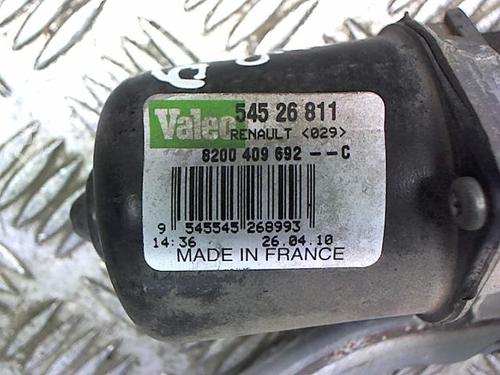 Valeo 545 26 811
RENAULT <029>
8200 409 692 --C
9 545545 268993
14:36 26.04.10
MADE IN FRANCE